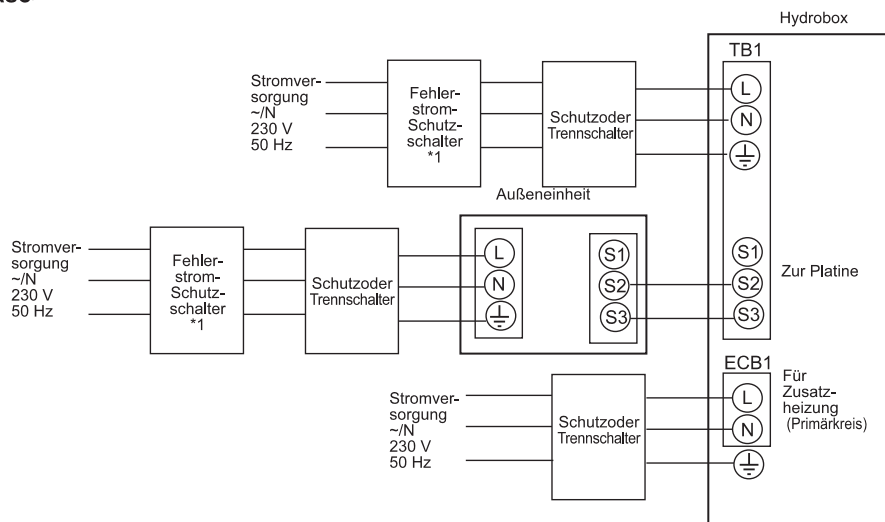 Hydrobox
TB1
Stromver-
sorgung
~/N
230 V
50 Hz
Fehler-
strom-
Schutz-
schalter
*1
Schutzoder
Trennschalter
L
N
Außeneinheit
Stromver-
sorgung
~/N
230 V
50 Hz
Fehler-
strom-
Schutz-
schalter
*1
Schutzoder
Trennschalter
L
N
S1
S2
S3
S1
S2
S3
Zur Platine
ECB1
Stromver-
sorgung
~/N
230 V
50 Hz
Schutzoder
Trennschalter
L
N
Für
Zusatz-
heizung
(Primärkreis)